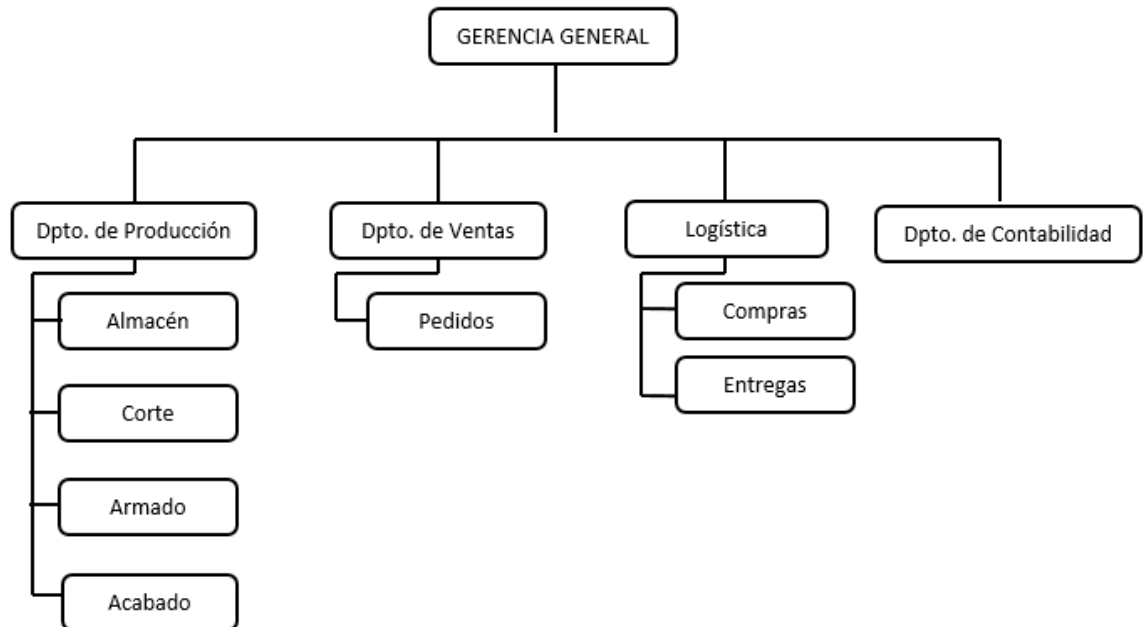 GERENCIA GENERAL
Dpto. de Producción
Dpto. de Ventas
Logística
Dpto. de Contabilidad
Almacén
Corte
Armado
Acabado
Pedidos
Compras
Entregas